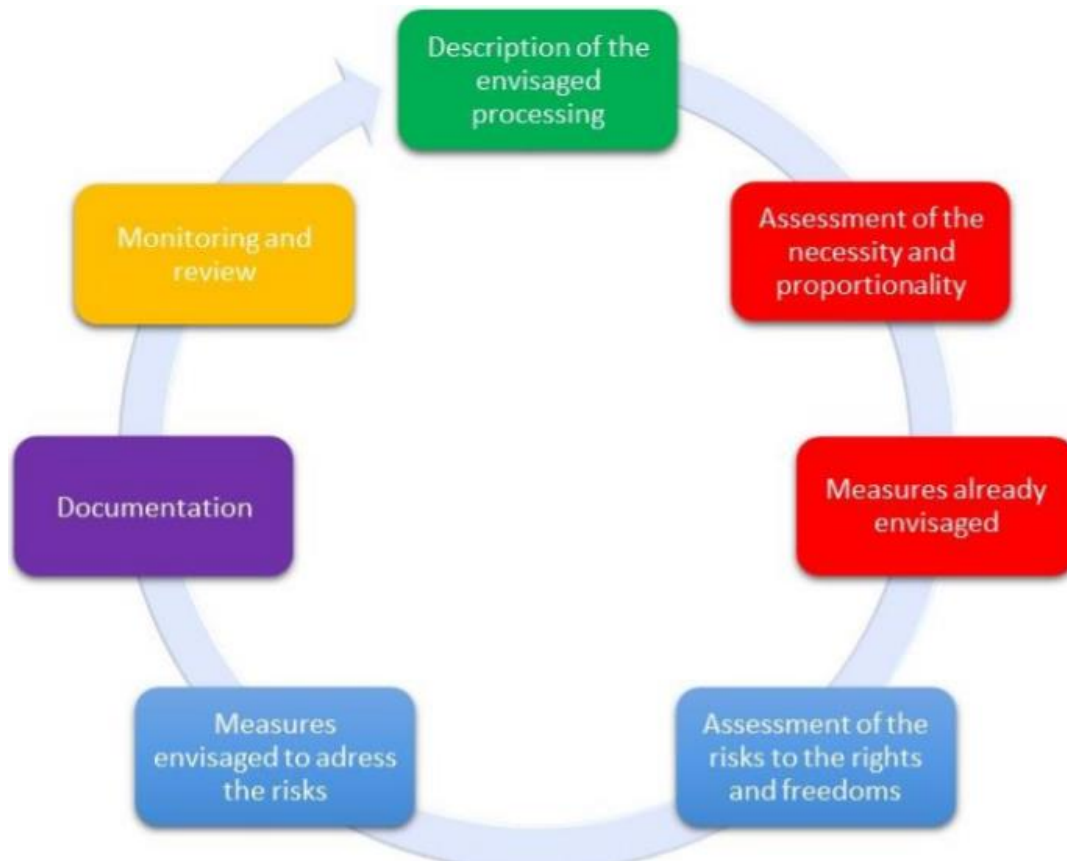 Description of the
envisaged
processing
Assessment of the
necessity and
proportionality
Measures already
envisaged
Assessment of the
risks to the rights
and freedoms
Measures
envisaged to adress
the risks
Documentation
Monitoring and
review